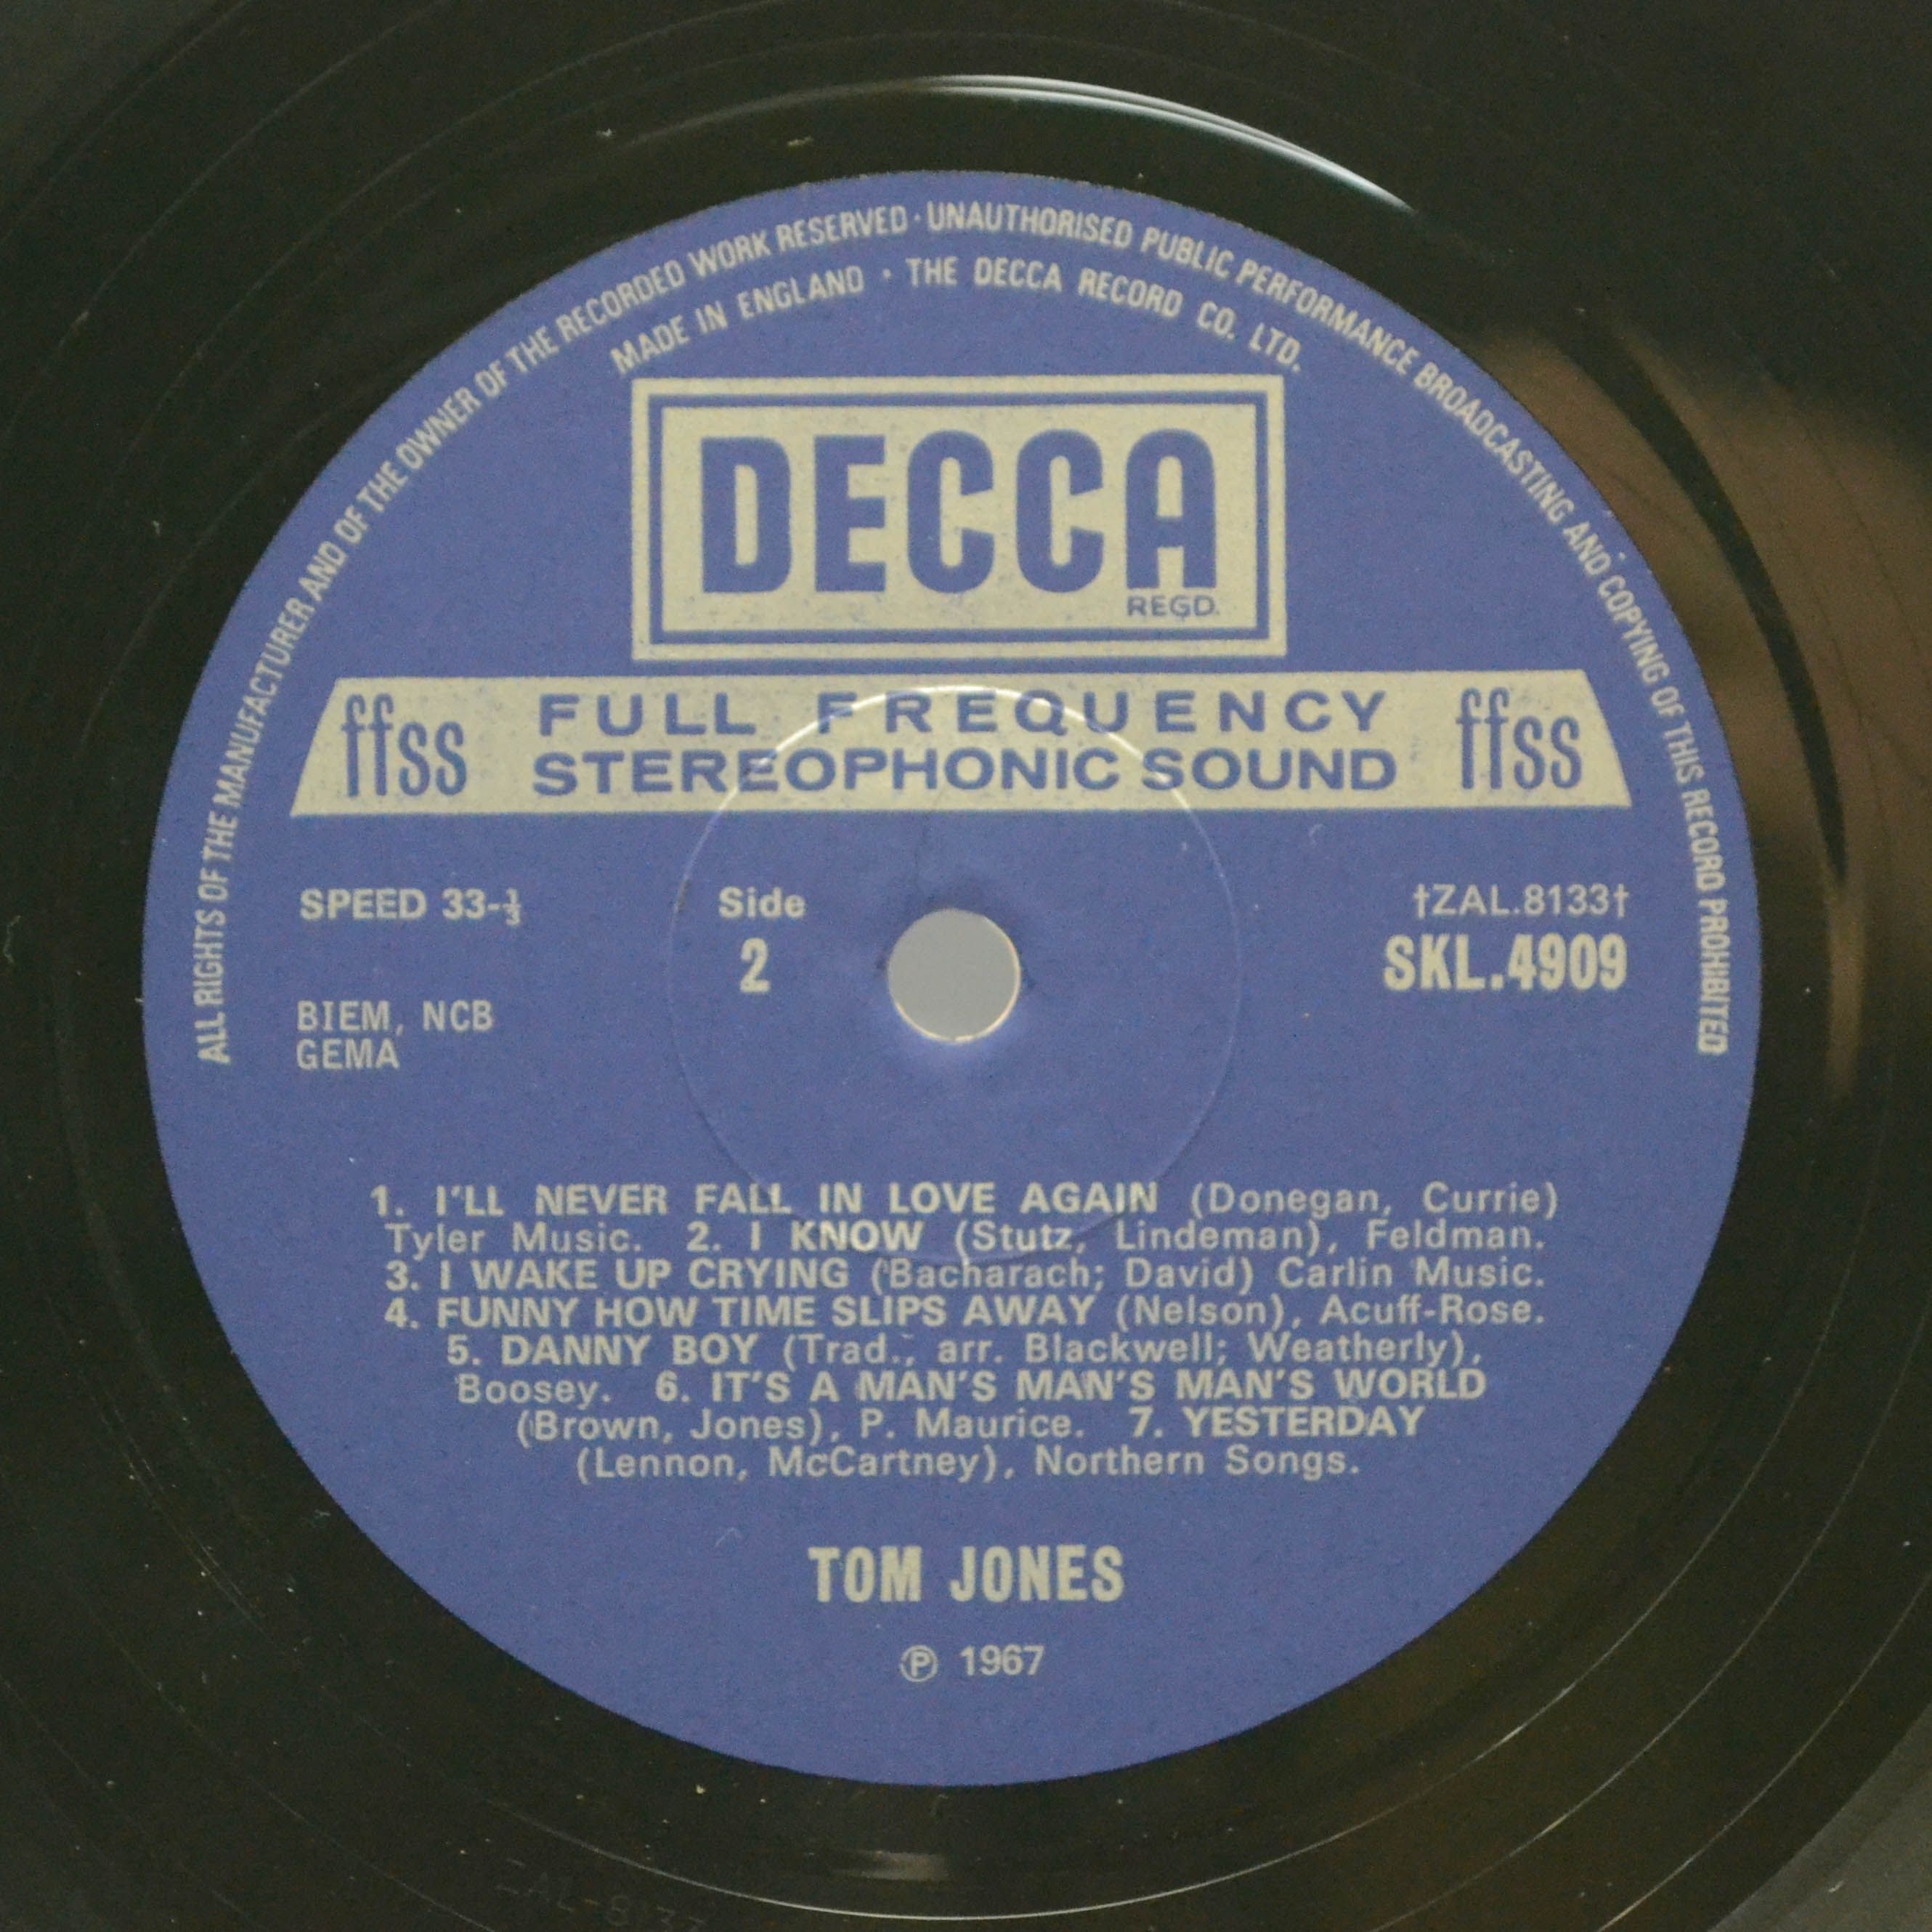 ALL RIGHTS OF THE MANUFACTURER AND OF THE OWNER OF THE RECORDED WORK RESERVED · UNAUTHORISED PUBLIC PERFORMANCE BROADCASTING AND COPYING OF THIS RECORD PROHIBITED
MADE IN ENGLAND · THE DECCA RECORD CO. LTD.
DECCA
REGD.
ffss FULL FREQUENCY STEREOPHONIC SOUND ffss
SPEED 33-⅓
Side
2
†ZAL.8133†
SKL.4909
BIEM, NCB
GEMA
1. I'LL NEVER FALL IN LOVE AGAIN (Donegan, Currie)
Tyler Music. 2. I KNOW (Stutz, Lindeman), Feldman.
3. I WAKE UP CRYING (Bacharach; David) Carlin Music.
4. FUNNY HOW TIME SLIPS AWAY (Nelson), Acuff-Rose.
5. DANNY BOY (Trad., arr. Blackwell; Weatherly),
Boosey. 6. IT'S A MAN'S MAN'S MAN'S WORLD
(Brown, Jones), P. Maurice. 7. YESTERDAY
(Lennon, McCartney), Northern Songs.
TOM JONES
℗ 1967